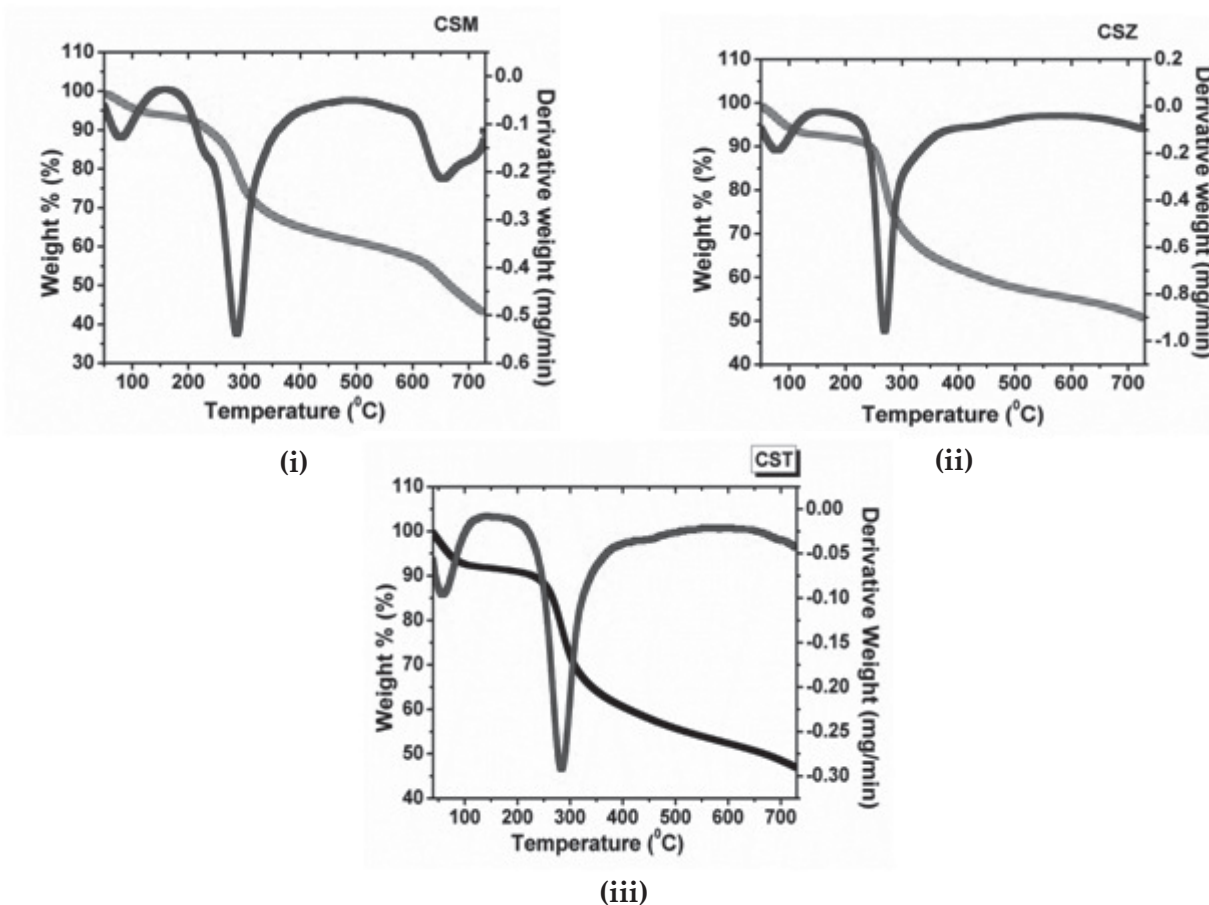 CSM
110
100
90
80
70
60
50
40
30
0.0
-0.1
-0.2
-0.3
-0.4
-0.5
-0.6
100 200 300 400 500 600 700
Weight % (%)
Derivative weight (mg/min)
Temperature (⁰C)
(i)
CSZ
110
100
90
80
70
60
50
40
0.2
0.0
-0.2
-0.4
-0.6
-0.8
-1.0
100 200 300 400 500 600 700
Weight % (%)
Derivative weight (mg/min)
Temperature (⁰C)
(ii)
CST
110
100
90
80
70
60
50
40
0.00
-0.05
-0.10
-0.15
-0.20
-0.25
-0.30
100 200 300 400 500 600 700
Weight % (%)
Derivative Weight (mg/min)
Temperature (⁰C)
(iii)